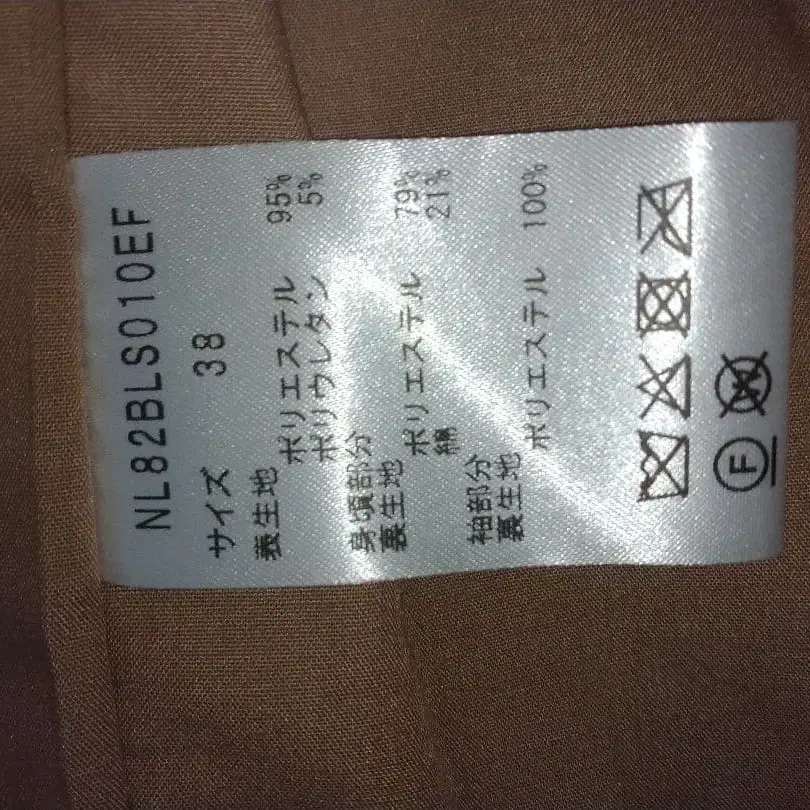 NL82BLS010EF
サイズ 38
表生地
ポリエステル 95%
ポリウレタン 5%
身頃部分
裏生地
ポリエステル 79%
綿 21%
袖部分
裏生地
ポリエステル 100%
F W